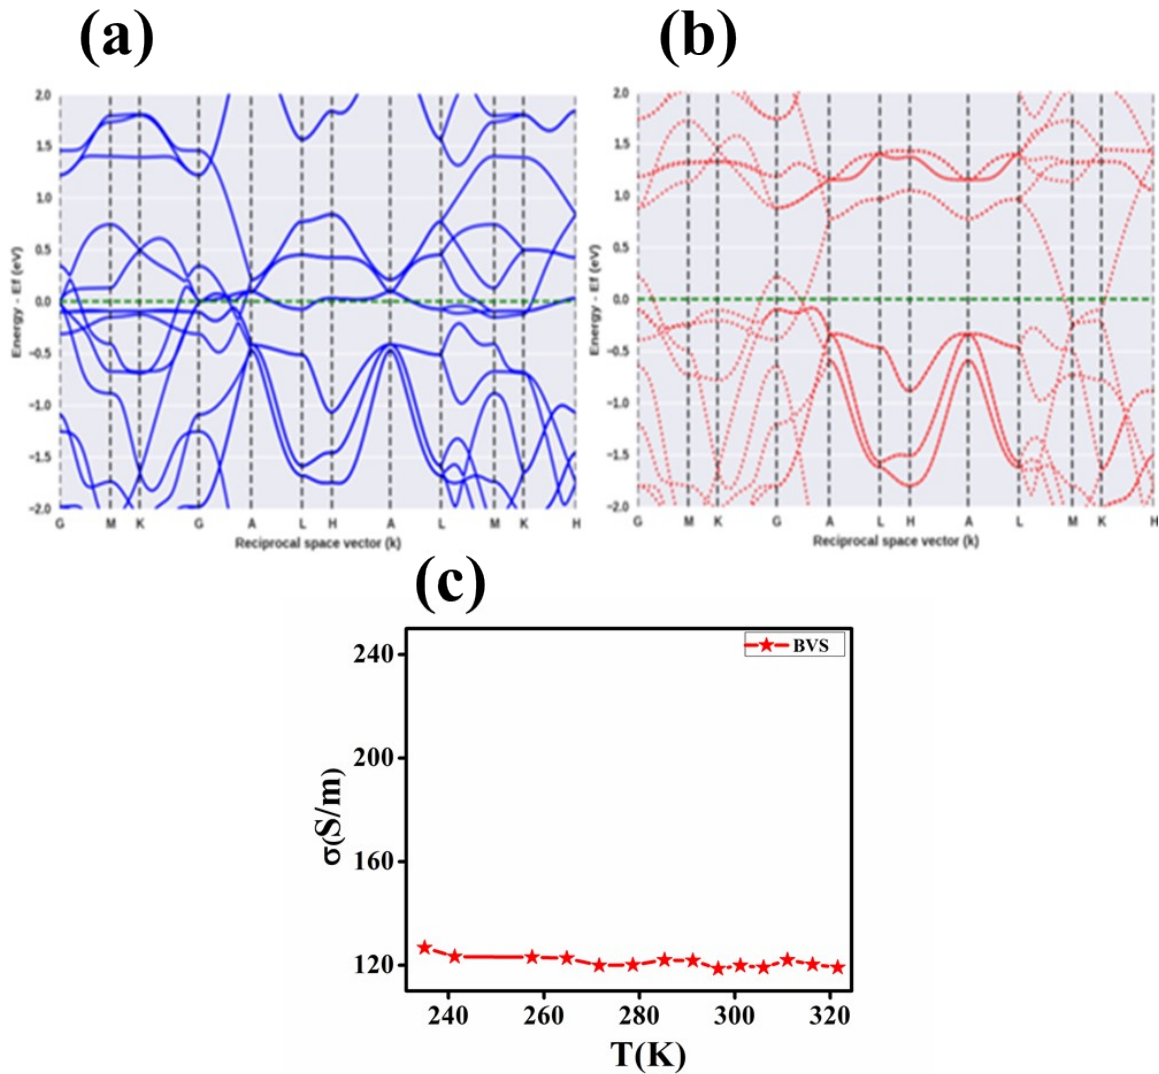 (a) (b)
2.0
1.5
1.0
0.5
0.0
−0.5
−1.0
−1.5
−2.0
Energy - Ef (eV)
G M K G A L H A L M K H
Reciprocal space vector (k)
2.0
1.5
1.0
0.5
0.0
−0.5
−1.0
−1.5
−2.0
Energy - Ef (eV)
G M K G A L H A L M K H
Reciprocal space vector (k)
(c)
BVS
240
200
160
120
σ(S/m)
240 260 280 300 320
T(K)